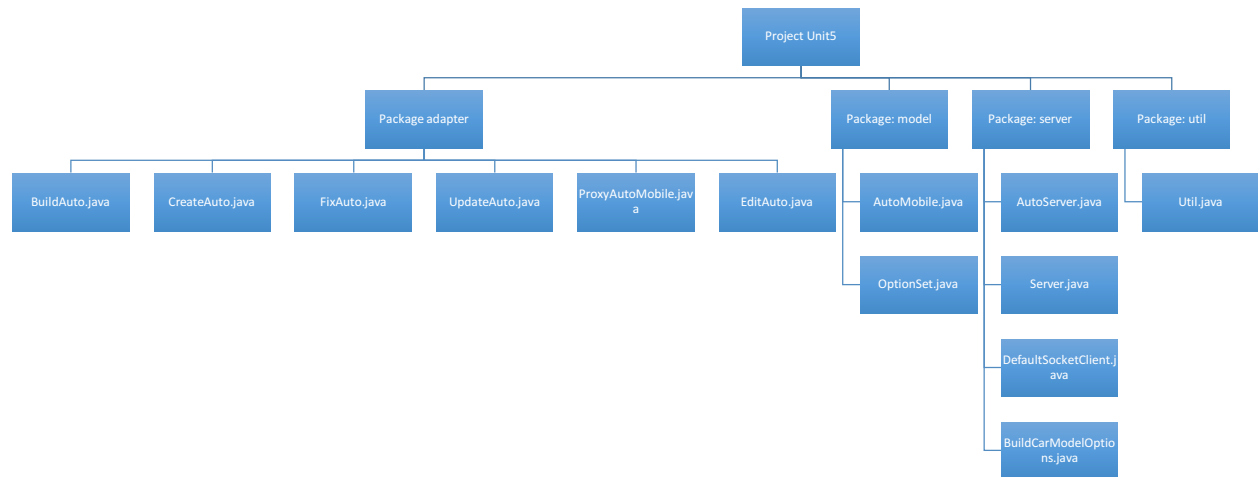 Project Unit5
Package adapter
Package: model
Package: server
Package: util
BuildAuto.java
CreateAuto.java
FixAuto.java
UpdateAuto.java
ProxyAutoMobile.jav
a
EditAuto.java
AutoMobile.java
AutoServer.java
Util.java
OptionSet.java
Server.java
DefaultSocketClient.j
ava
BuildCarModelOptio
ns.java